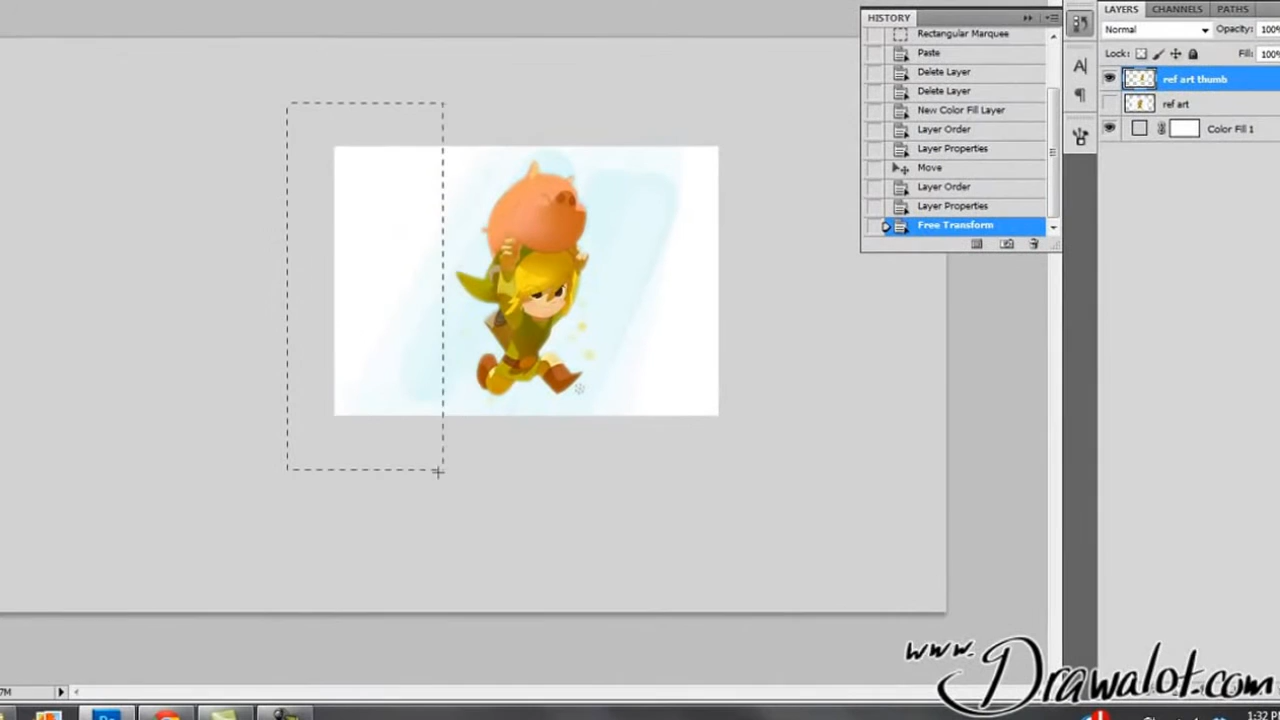 HISTORY
Rectangular Marquee
Paste
Delete Layer
Delete Layer
New Color Fill Layer
Layer Order
Layer Properties
Move
Layer Order
Layer Properties
Free Transform
LAYERS CHANNELS PATHS
Normal Opacity: 100%
Lock: Fill: 100%
ref art thumb
ref art
Color Fill 1
A
www.Drawalot.com
1:32 P